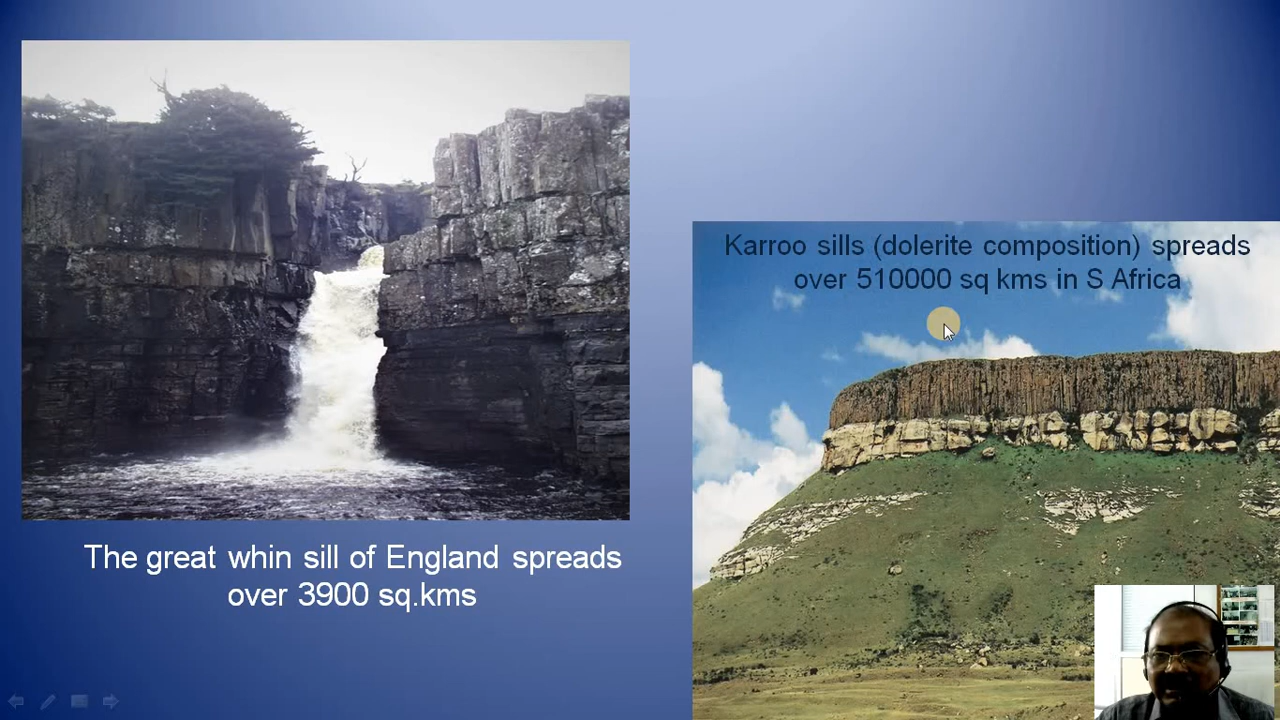 Karroo sills (dolerite composition) spreads
over 510000 sq kms in S Africa
The great whin sill of England spreads
over 3900 sq.kms